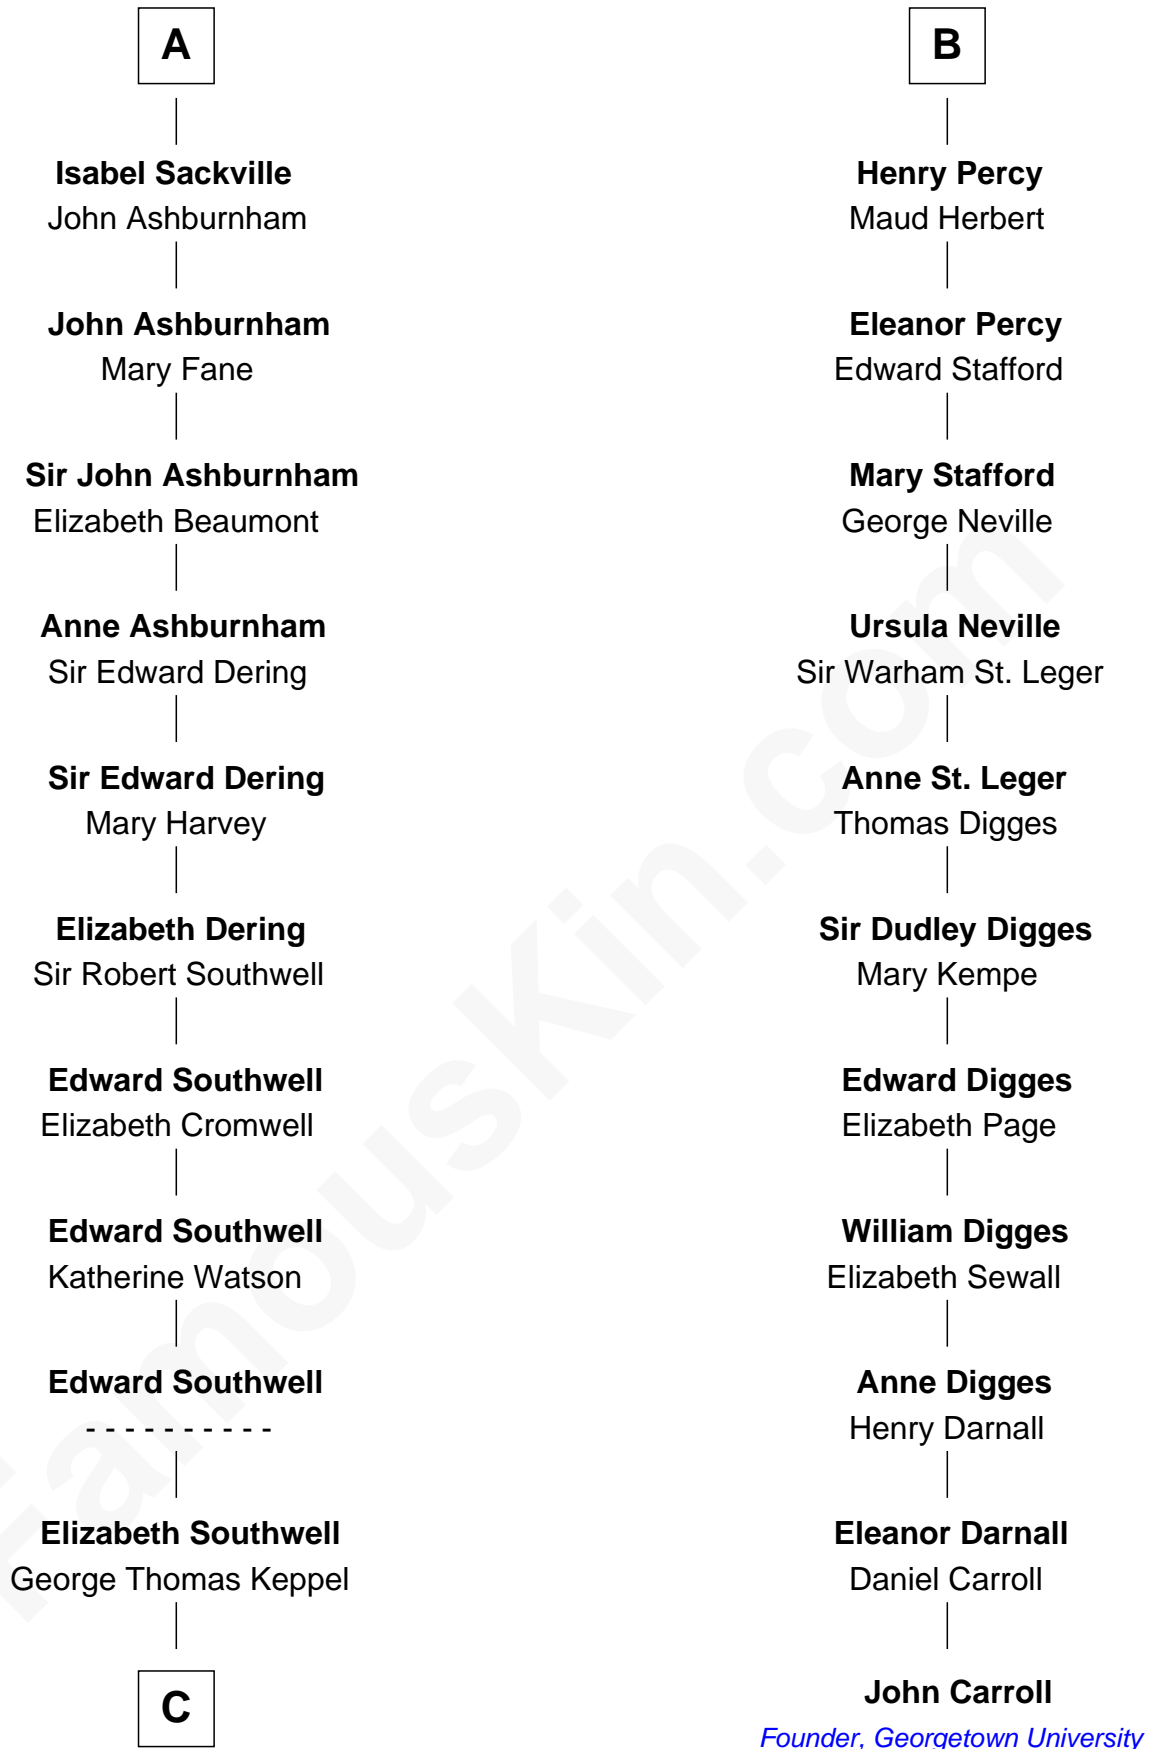 A
Isabel Sackville
John Ashburnham
John Ashburnham
Mary Fane
Sir John Ashburnham
Elizabeth Beaumont
Anne Ashburnham
Sir Edward Dering
Sir Edward Dering
Mary Harvey
Elizabeth Dering
Sir Robert Southwell
Edward Southwell
Elizabeth Cromwell
Edward Southwell
Katherine Watson
Edward Southwell
- - - - - - - - - -
Elizabeth Southwell
George Thomas Keppel
C
B
Henry Percy
Maud Herbert
Eleanor Percy
Edward Stafford
Mary Stafford
George Neville
Ursula Neville
Sir Warham St. Leger
Anne St. Leger
Thomas Digges
Sir Dudley Digges
Mary Kempe
Edward Digges
Elizabeth Page
William Digges
Elizabeth Sewall
Anne Digges
Henry Darnall
Eleanor Darnall
Daniel Carroll
John Carroll
Founder, Georgetown University
FamousKin.com